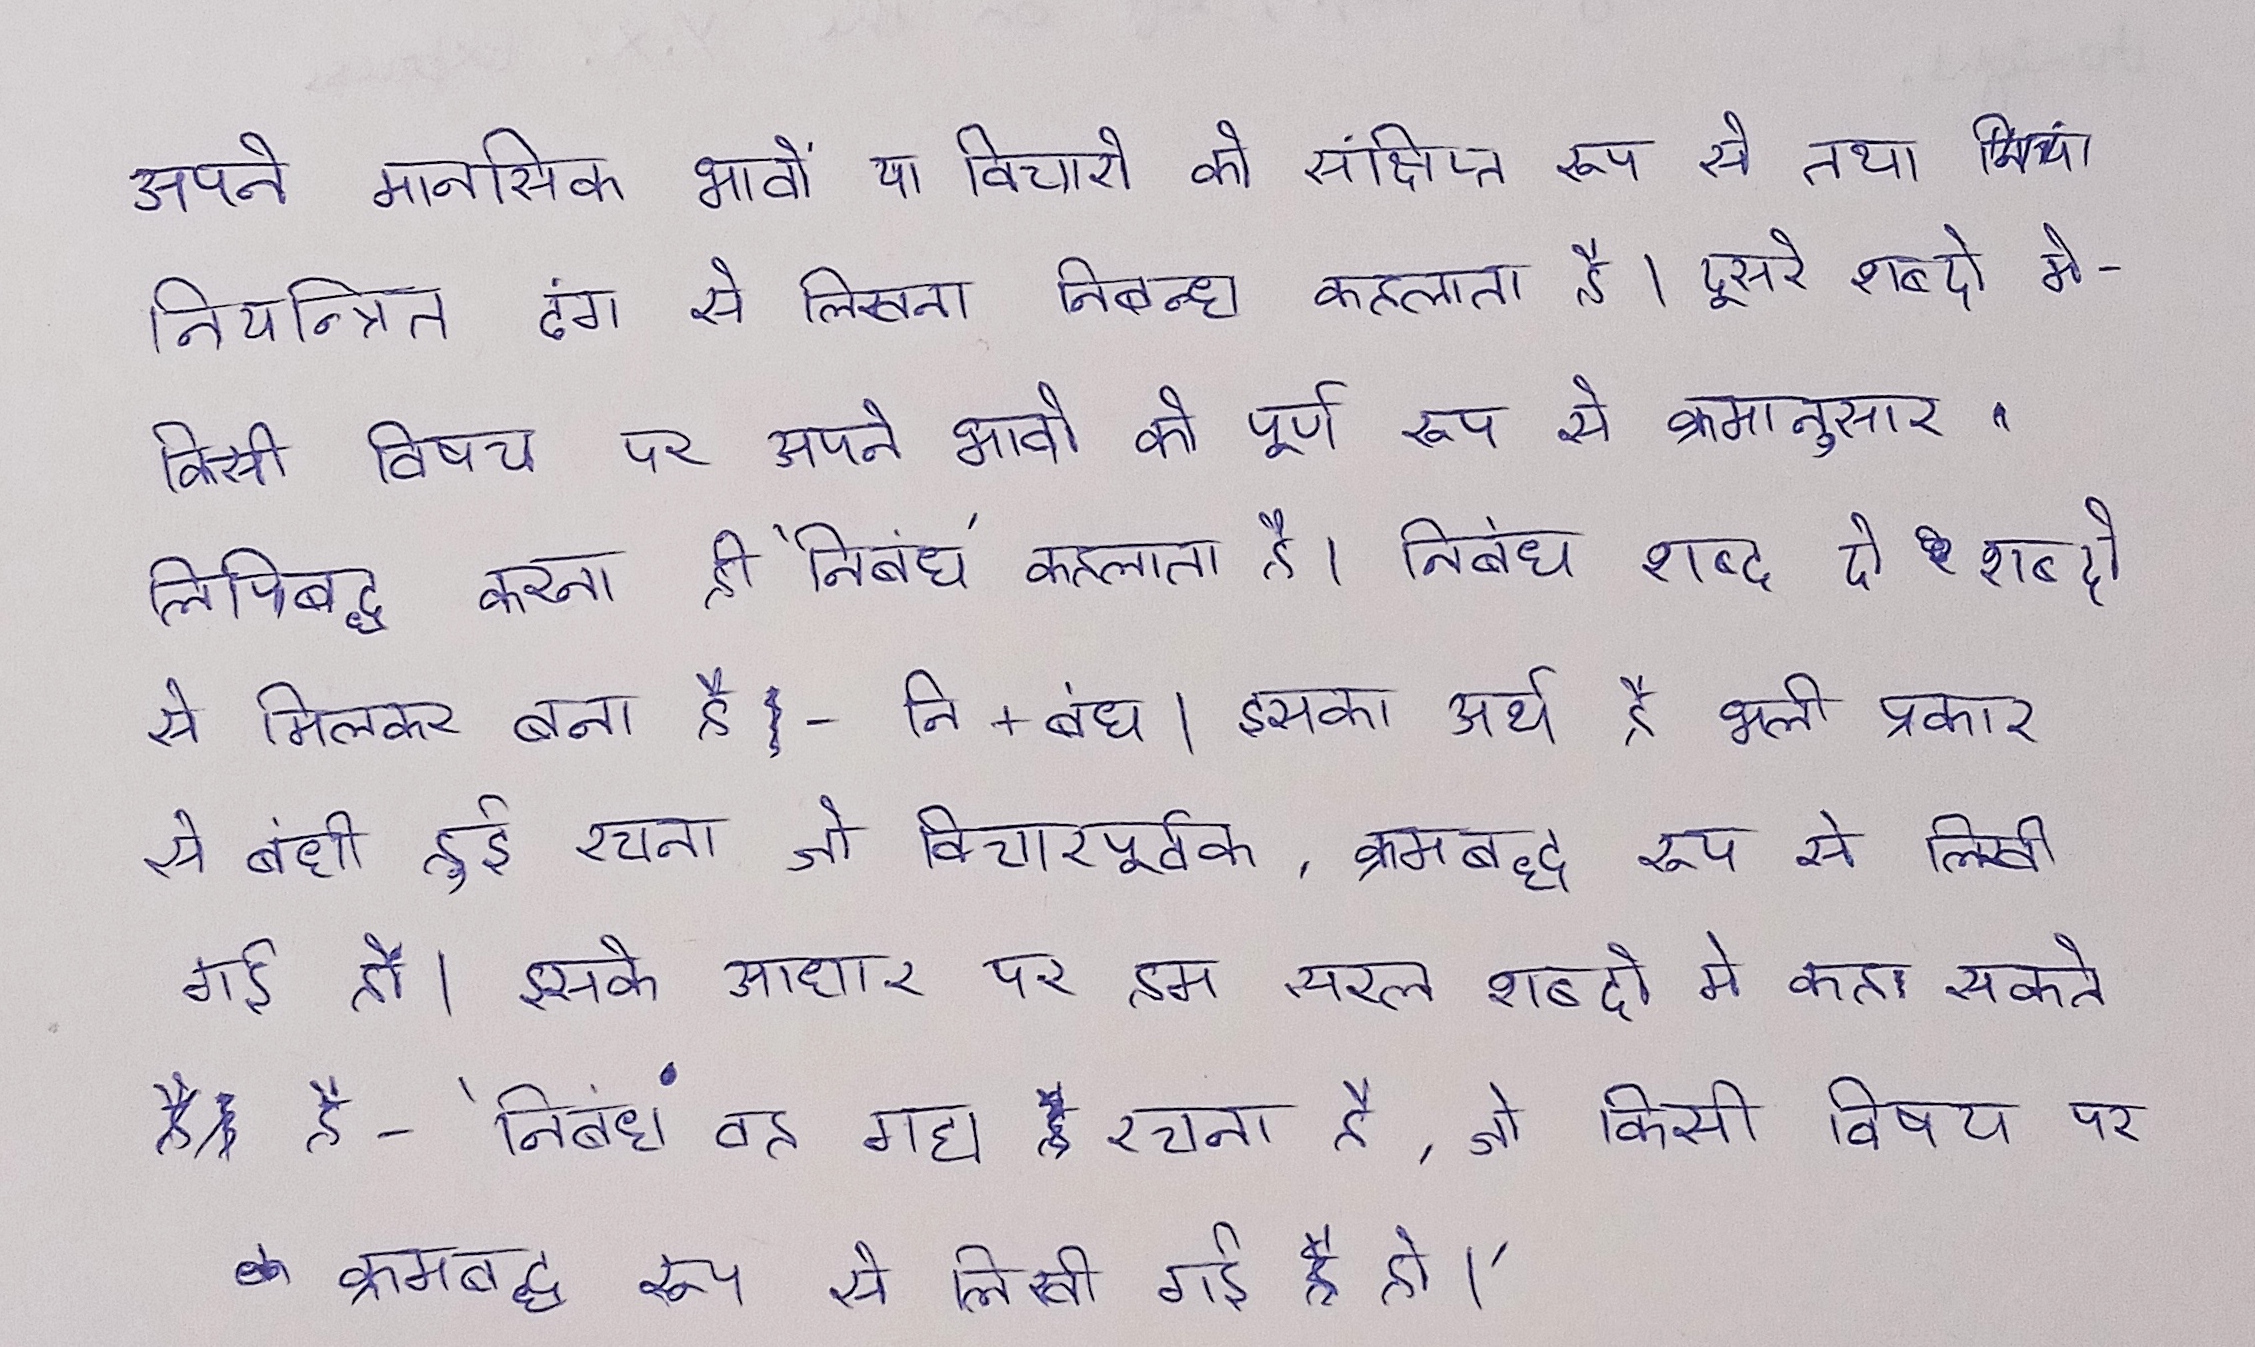 अपने मानसिक भावों या विचारो को संक्षिप्त रूप से तथा
नियन्त्रित ढंग से लिखना निबन्ध कहलाता है। दूसरे शब्दो मे-
किसी विषय पर अपने भावो को पूर्ण रूप से क्रमानुसार
लिपिबद्ध करना ही 'निबंध' कहलाता है। निबंध शब्द दो शब्दो
से मिलकर बना है - नि + बंध। इसका अर्थ है भली प्रकार
से बंधी हुई रचना जो विचारपूर्वक, क्रमबद्ध रूप से लिखी
गई हो। इसके आधार पर हम सरल शब्दो मे कह सकते
है - 'निबंध वह गद्य रचना है, जो किसी विषय पर
क्रमबद्ध रूप से लिखी गई हो।'